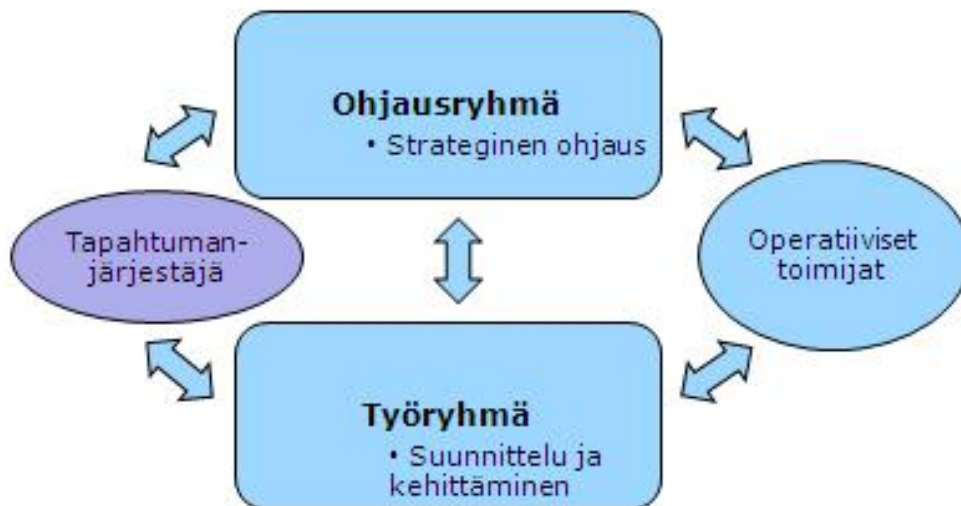 Ohjausryhmä
• Strateginen ohjaus
Tapahtuman-
järjestäjä
Operatiiviset
toimijat
Työryhmä
• Suunnittelu ja
kehittäminen